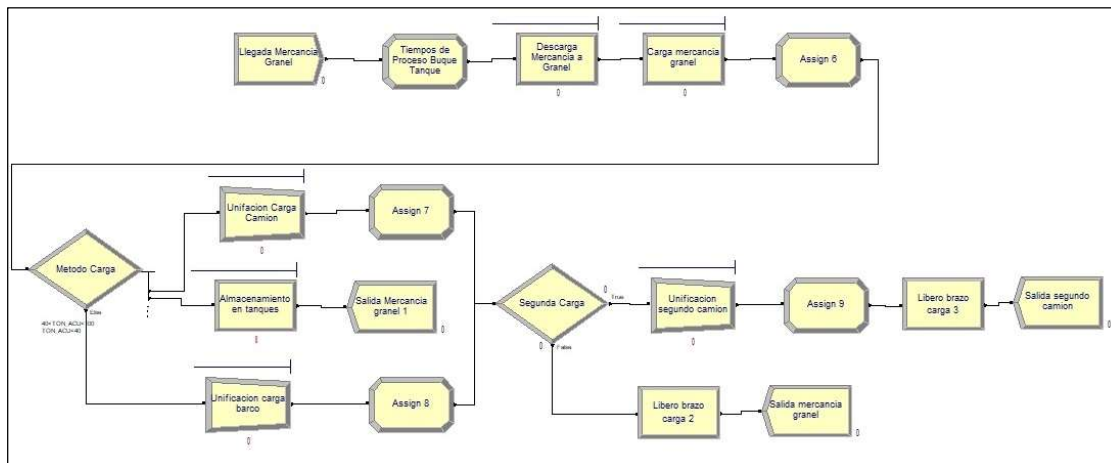 Llegada Mercancia
Granel
0
Tiempos de
Proceso Buque
Tanque
Descarga
Mercancia a
Granel
0
Carga mercancia
granel
0
Assign 6
Unifacion Carga
Camion
0
Assign 7
Metodo Carga
Else
TON_ACU<40
Almacenamiento
en tanques
0
Salida Mercancia
granel 1
0
Unificacion carga
barco
0
Assign 8
Segunda Carga
0
True
0
False
Unificacion
segundo camion
0
Assign 9
Libero brazo
carga 3
Salida segundo
camion
0
Libero brazo
carga 2
Salida mercancia
granel
0